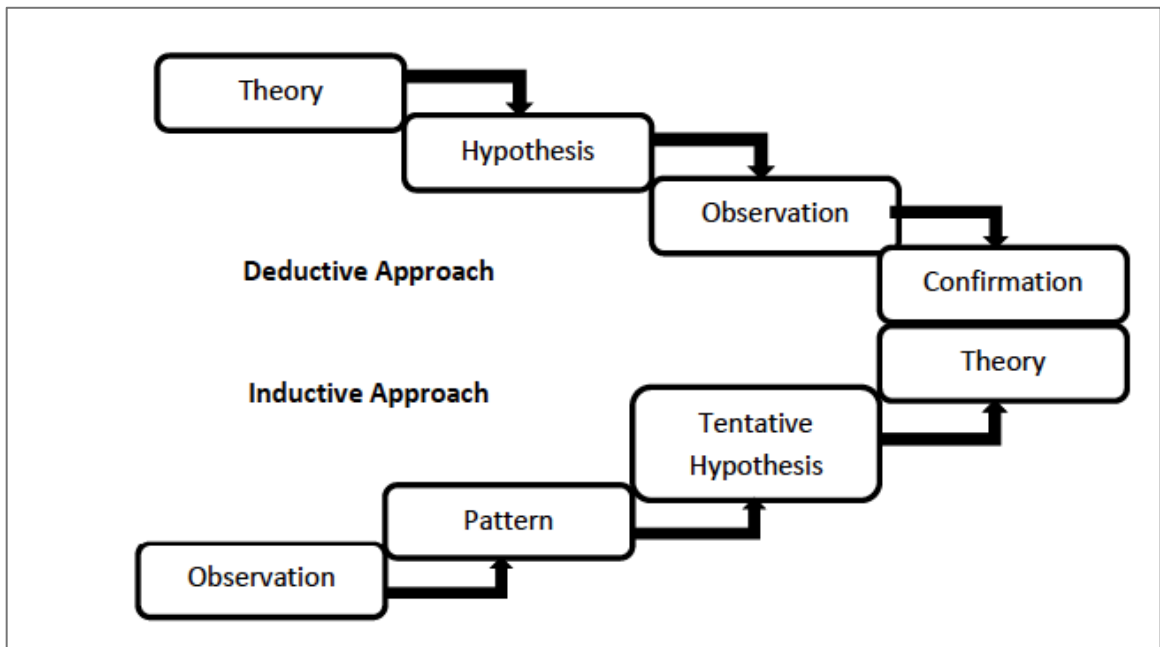 Theory
Hypothesis
Observation
Deductive Approach
Confirmation
Theory
Inductive Approach
Tentative
Hypothesis
Pattern
Observation